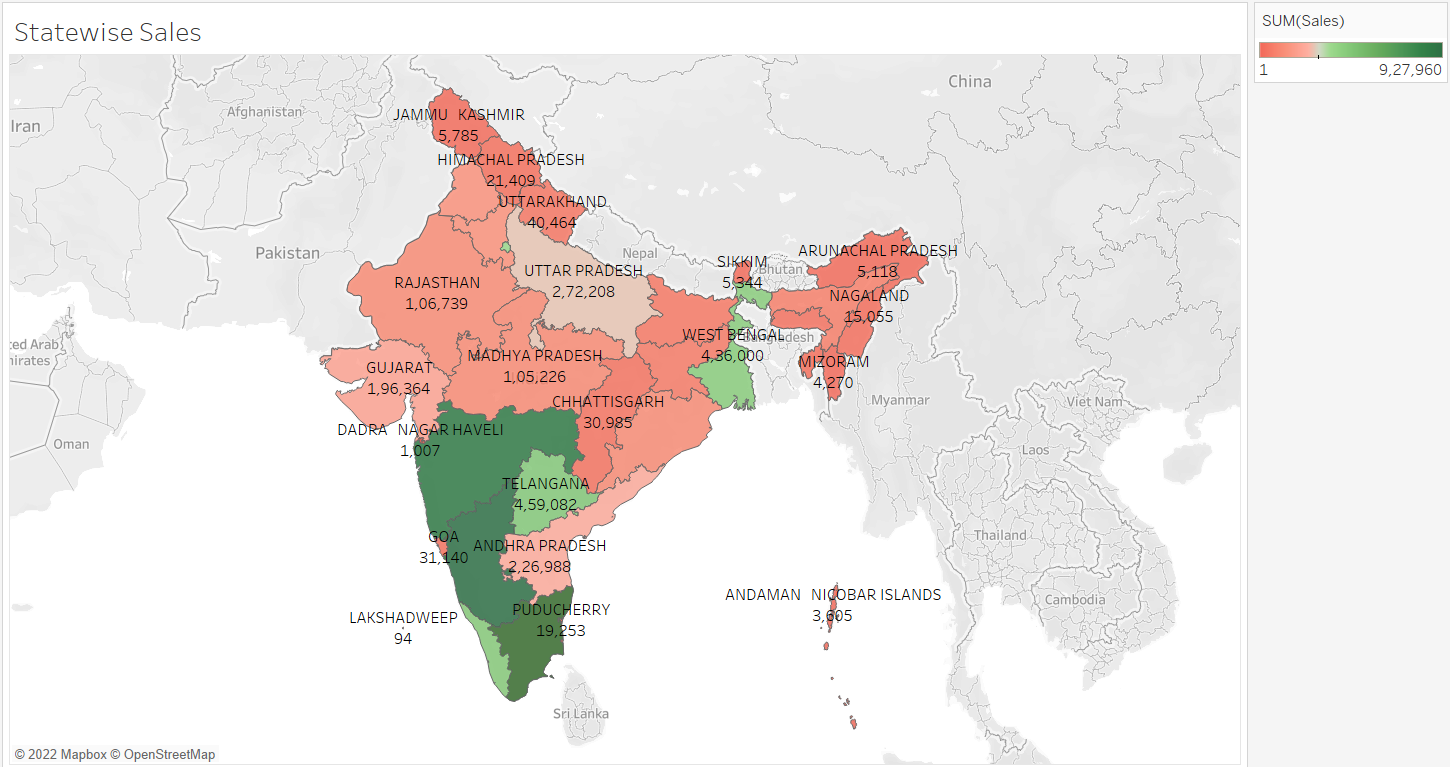 Statewise Sales
SUM(Sales)
1
9,27,960
China
Afghanistan
Iran
JAMMU KASHMIR
5,785
HIMACHAL PRADESH
21,409
UTTARAKHAND
40,464
Pakistan
Nepal
ARUNACHAL PRADESH
5,118
SIKKIM
5,344
Bhutan
UTTAR PRADESH
2,72,208
RAJASTHAN
1,06,739
NAGALAND
15,055
WEST BENGAL
4,36,000
ted Arab
mirates
MADHYA PRADESH
1,05,226
GUJARAT
1,96,364
MIZORAM
4,270
CHHATTISGARH
30,985
Myanmar
Viet Nam
DADRA NAGAR HAVELI
1,007
Oman
Laos
TELANGANA
4,59,082
GOA
31,140
ANDHRA PRADESH
2,26,988
Thailand
ANDAMAN NICOBAR ISLANDS
3,605
Cambodia
PUDUCHERRY
19,253
LAKSHADWEEP
94
Sri Lanka
© 2022 Mapbox © OpenStreetMap